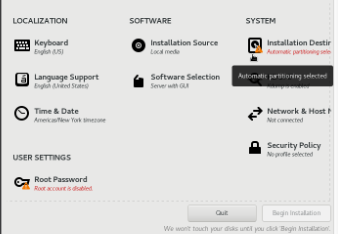 LOCALIZATION
SOFTWARE
SYSTEM
Keyboard
English (US)
Installation Source
Local media
Installation Destin
Automatic partitioning sele
Language Support
English (United States)
Software Selection
Server with GUI
Automatic partitioning selected
Time & Date
Americas/New York timezone
Network & Host N
Not connected
Security Policy
No profile selected
USER SETTINGS
Root Password
Root account is disabled.
Quit
Begin Installation
We won't touch your disks until you click 'Begin Installation'.